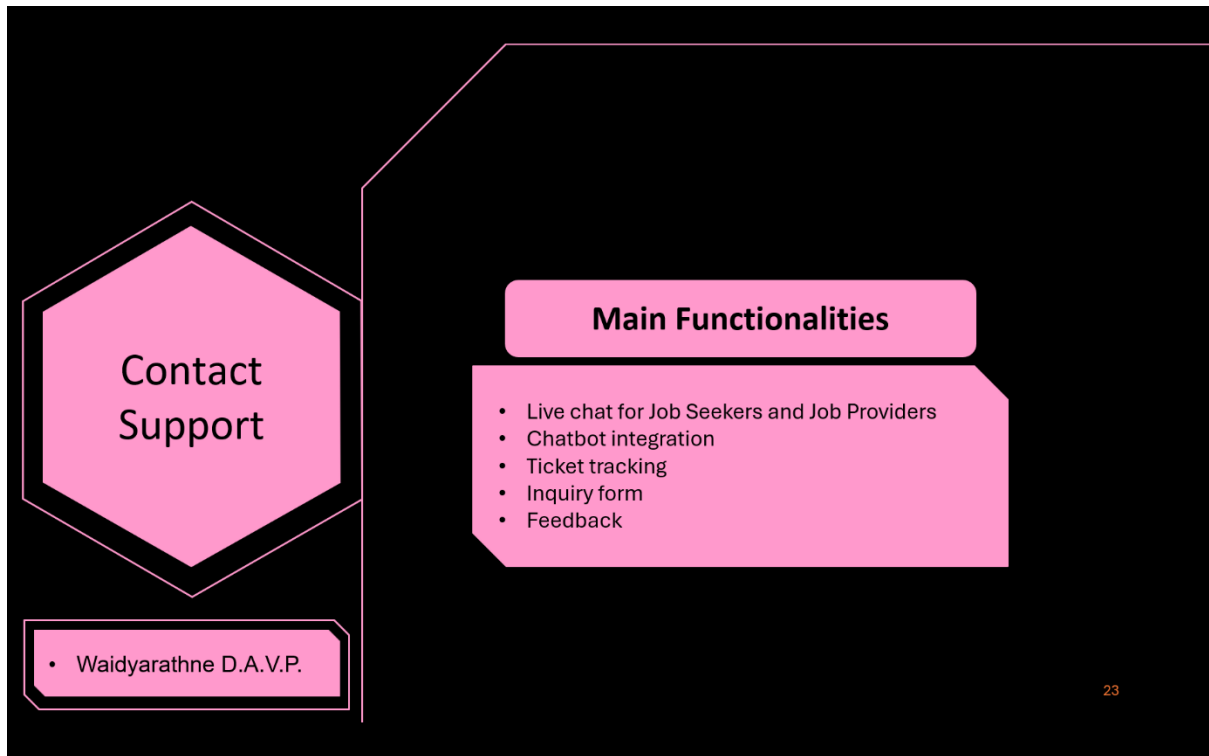 Contact
Support
• Waidyarathne D.A.V.P.
Main Functionalities
• Live chat for Job Seekers and Job Providers
• Chatbot integration
• Ticket tracking
• Inquiry form
• Feedback
23